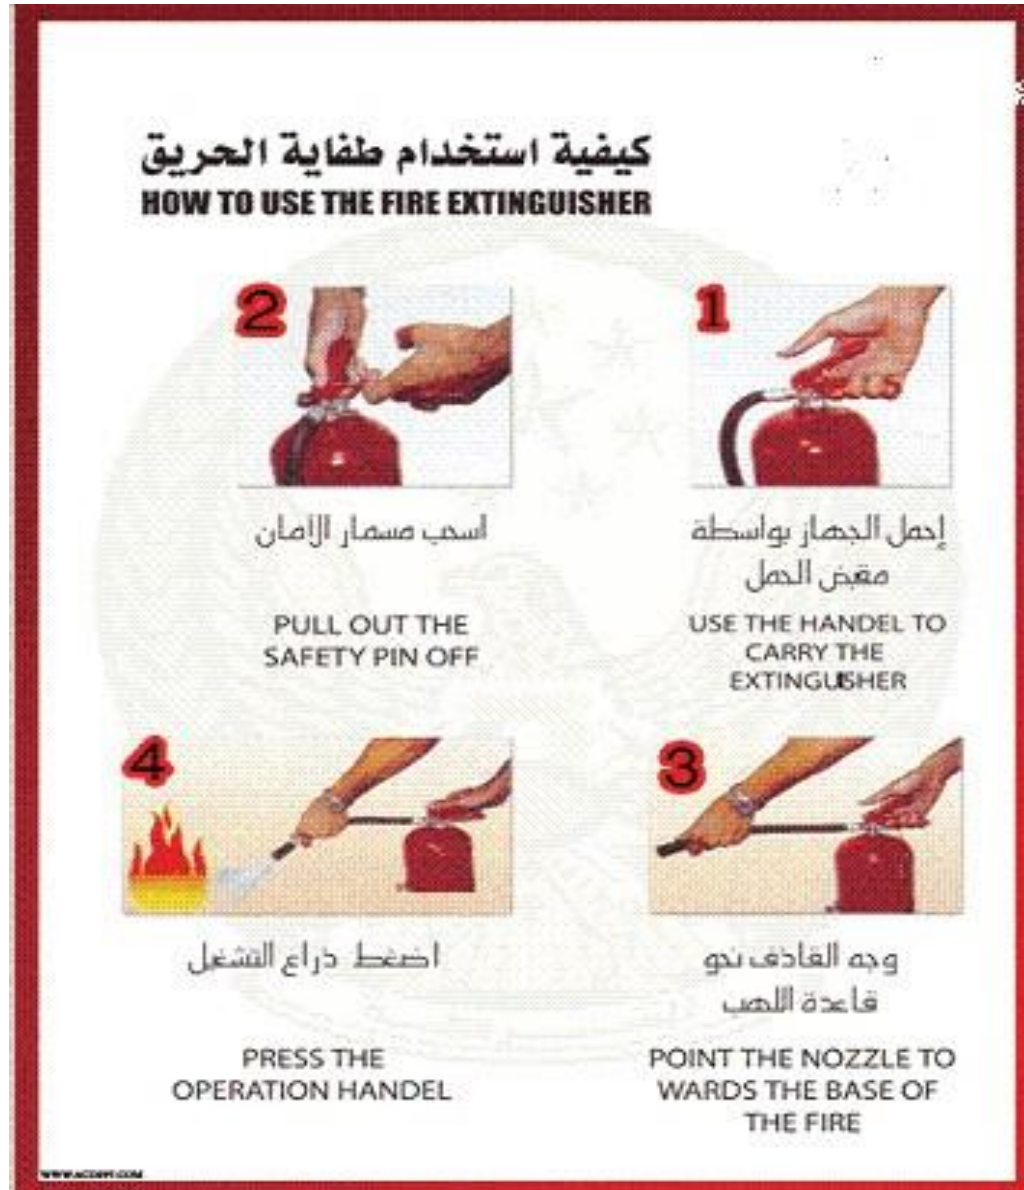 كيفية استخدام طفاية الحريق
HOW TO USE THE FIRE EXTINGUISHER
1
إحمل الجهاز بواسطة
مقبض الحمل
USE THE HANDEL TO
CARRY THE
EXTINGUISHER
2
اسحب مسمار الامان
PULL OUT THE
SAFETY PIN OFF
3
وجه القاذف نحو
قاعدة اللهب
POINT THE NOZZLE TO
WARDS THE BASE OF
THE FIRE
4
اضغط ذراع التشغيل
PRESS THE
OPERATION HANDEL